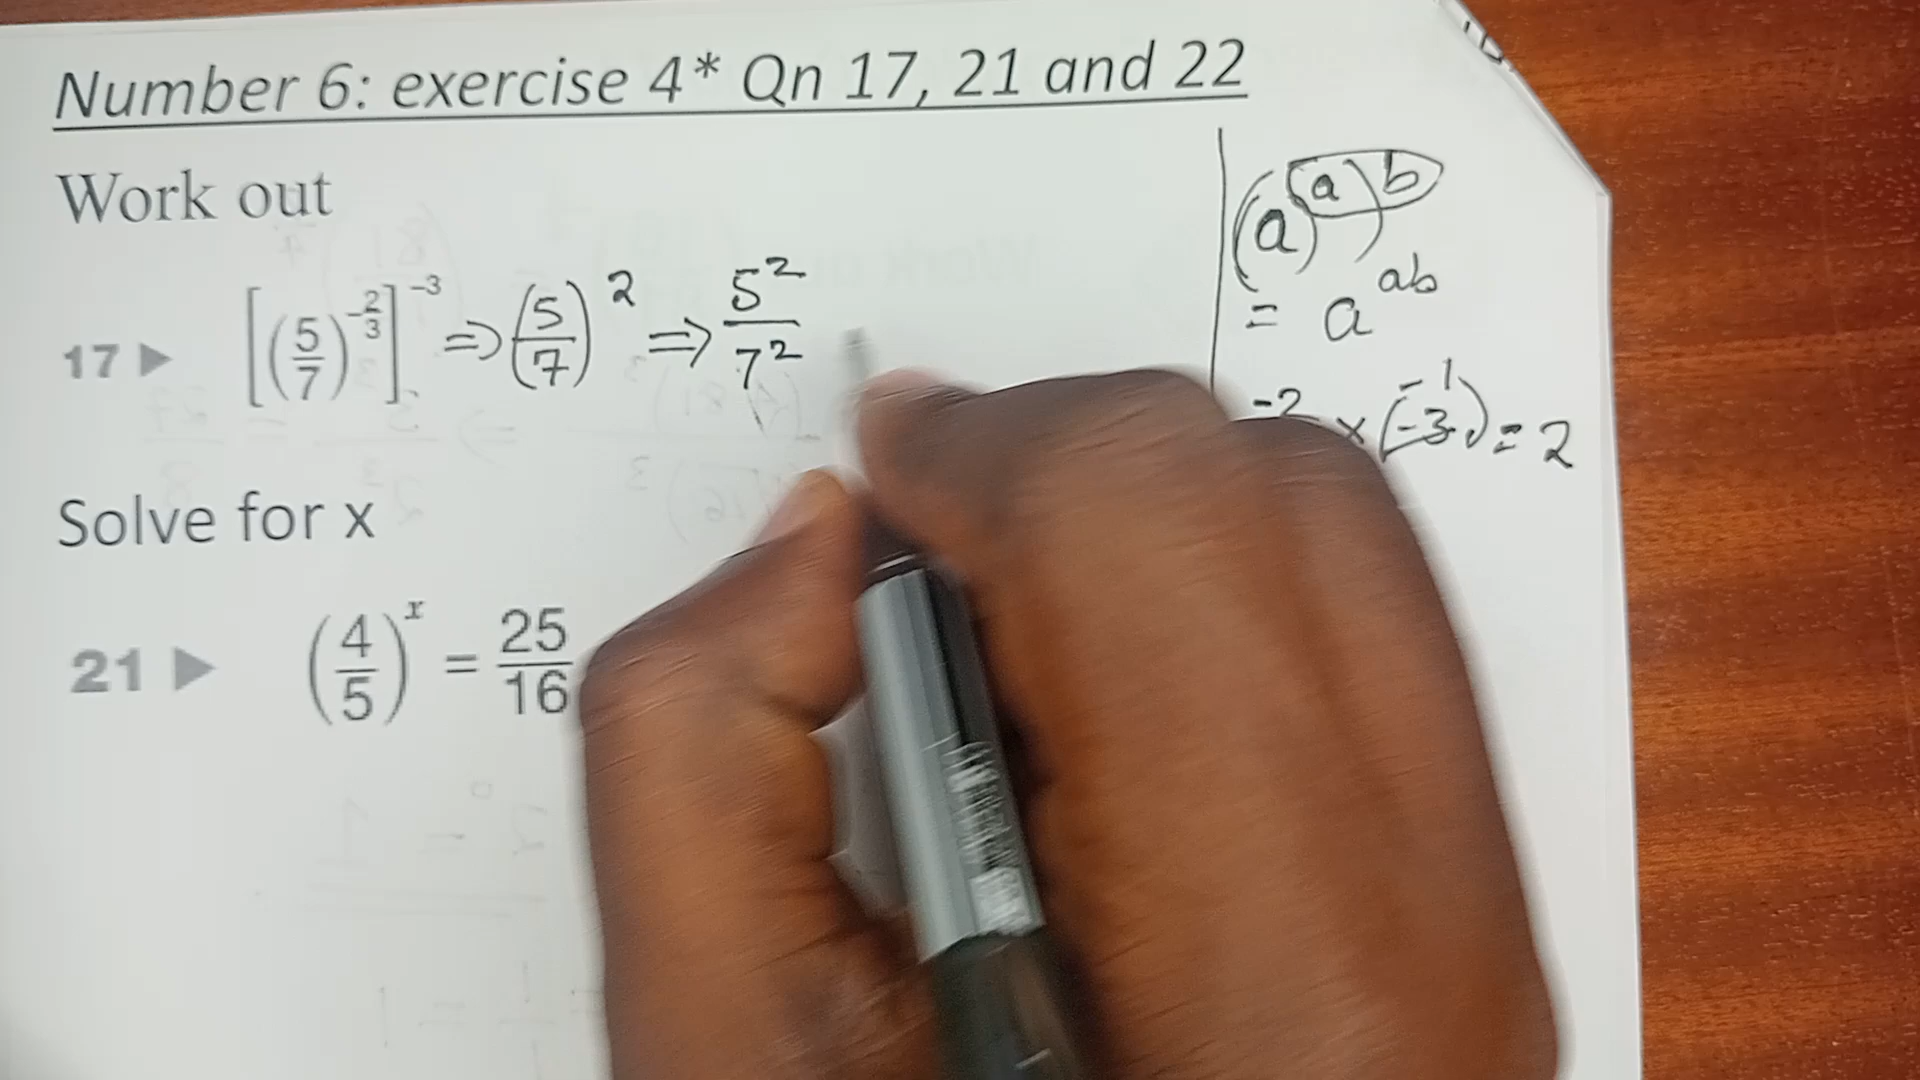 Number 6: exercise 4* Qn 17, 21 and 22
Work out
17 ▶ [(5/7)^{-2/3}]^{-3} ⇒ (5/7)^2 ⇒ 5^2/7^2
Solve for x
21 ▶ (4/5)^x = 25/16
((a)^a)^b
= a^{ab}
-2 × (-3)^{-1} = 2